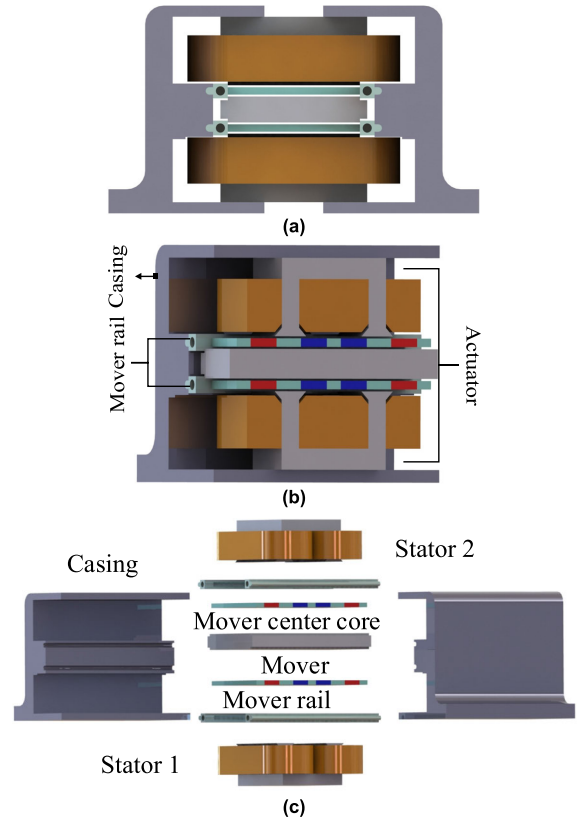 (a)
Casing
Mover rail
Actuator
(b)
Stator 2
Casing
Mover center core
Mover
Mover rail
Stator 1
(c)